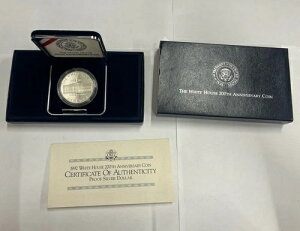 THE WHITE HOUSE 200TH ANNIVERSARY COIN
1992 WHITE HOUSE 200TH ANNIVERSARY COIN
CERTIFICATE OF AUTHENTICITY
PROOF SILVER DOLLAR